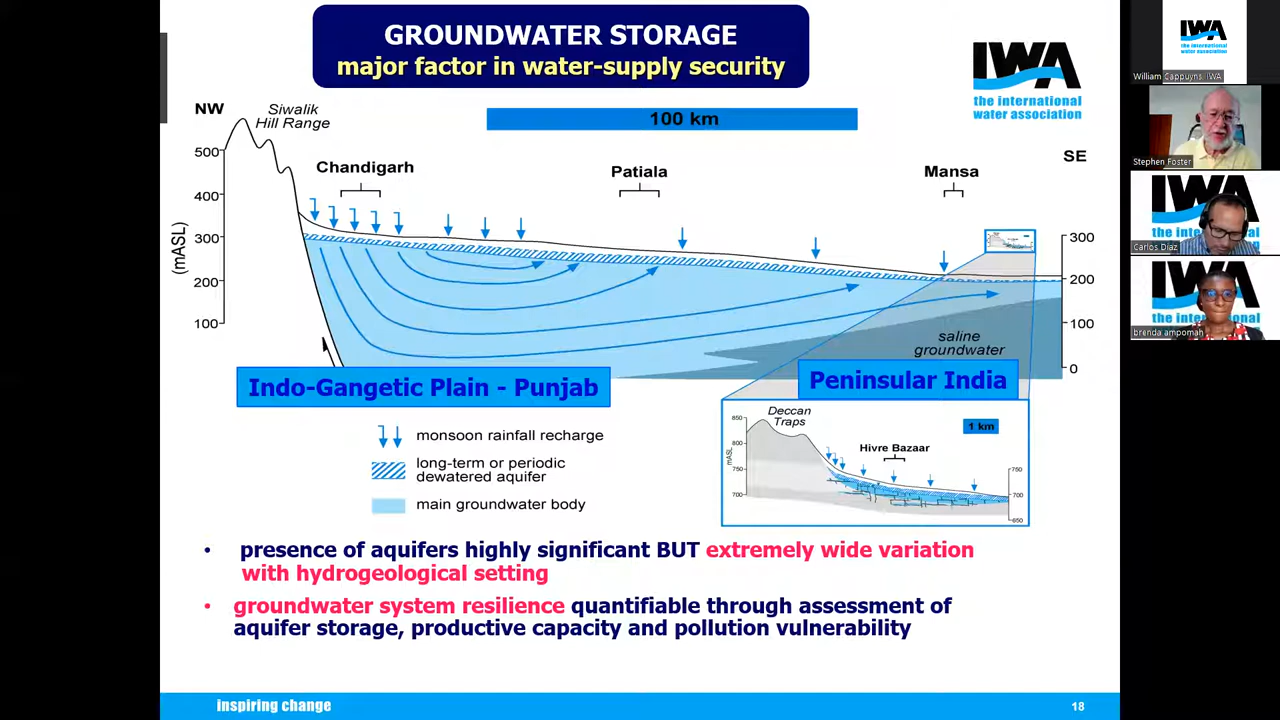 GROUNDWATER STORAGE
major factor in water-supply security
IWA
the international
water association
NW
Siwalik
Hill Range
100 km
SE
Chandigarh
Patiala
Mansa
500
400
300
200
100
(mASL)
300
200
100
0
saline
groundwater
Indo-Gangetic Plain - Punjab
Peninsular India
monsoon rainfall recharge
long-term or periodic
dewatered aquifer
main groundwater body
Deccan
Traps
1 km
Hivre Bazaar
850
800
750
700
mASL
750
700
650
• presence of aquifers highly significant BUT extremely wide variation
with hydrogeological setting
• groundwater system resilience quantifiable through assessment of
aquifer storage, productive capacity and pollution vulnerability
inspiring change
18
IWA
the international
water association
William Cappuyns, IWA
Stephen Foster
IWA
Carlos Diaz
IWA
the international
brenda ampomah